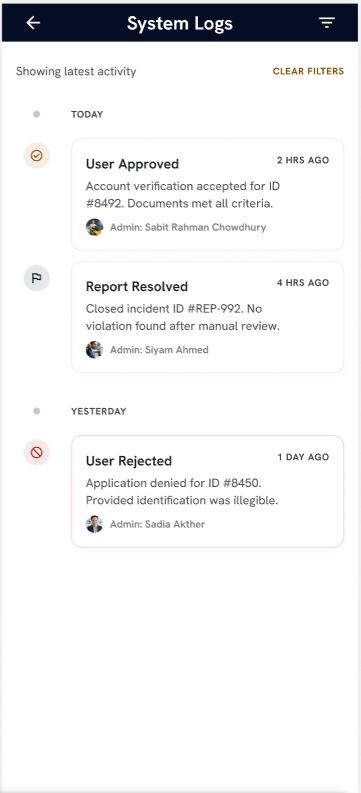 System Logs
Showing latest activity
CLEAR FILTERS
TODAY
User Approved
2 HRS AGO
Account verification accepted for ID
#8492. Documents met all criteria.
Admin: Sabit Rahman Chowdhury
Report Resolved
4 HRS AGO
Closed incident ID #REP-992. No
violation found after manual review.
Admin: Siyam Ahmed
YESTERDAY
User Rejected
1 DAY AGO
Application denied for ID #8450.
Provided identification was illegible.
Admin: Sadia Akther